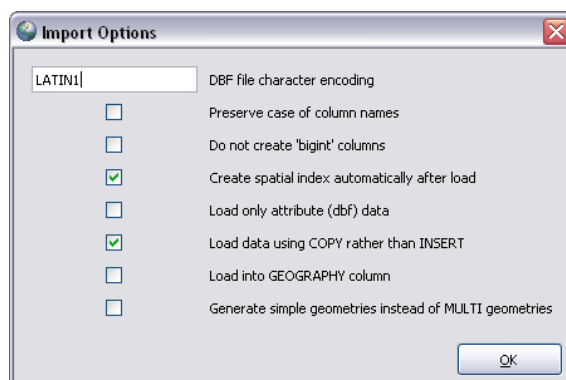 Import Options
LATIN1 DBF file character encoding
Preserve case of column names
Do not create 'bigint' columns
Create spatial index automatically after load
Load only attribute (dbf) data
Load data using COPY rather than INSERT
Load into GEOGRAPHY column
Generate simple geometries instead of MULTI geometries
OK